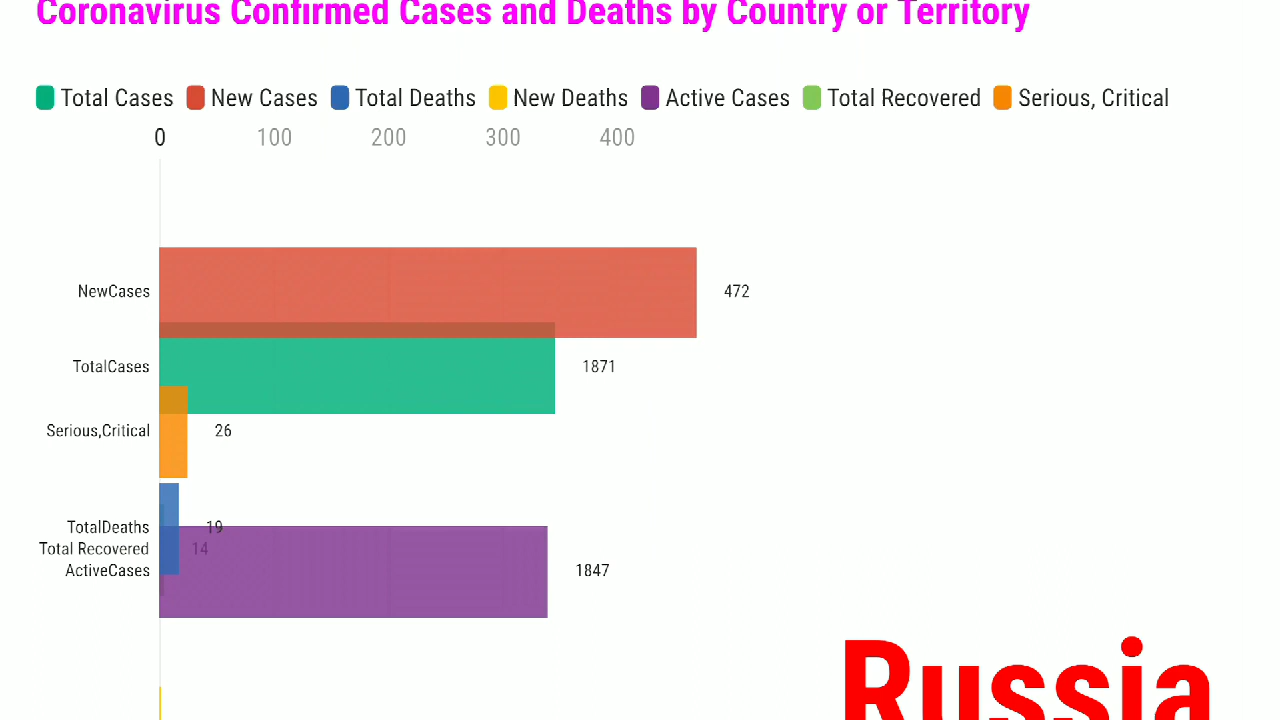 Coronavirus Confirmed Cases and Deaths by Country or Territory
Total Cases New Cases Total Deaths New Deaths Active Cases Total Recovered Serious, Critical
0 100 200 300 400
NewCases 472
TotalCases 1871
Serious,Critical 26
TotalDeaths 19
Total Recovered 14
ActiveCases 1847
Russia